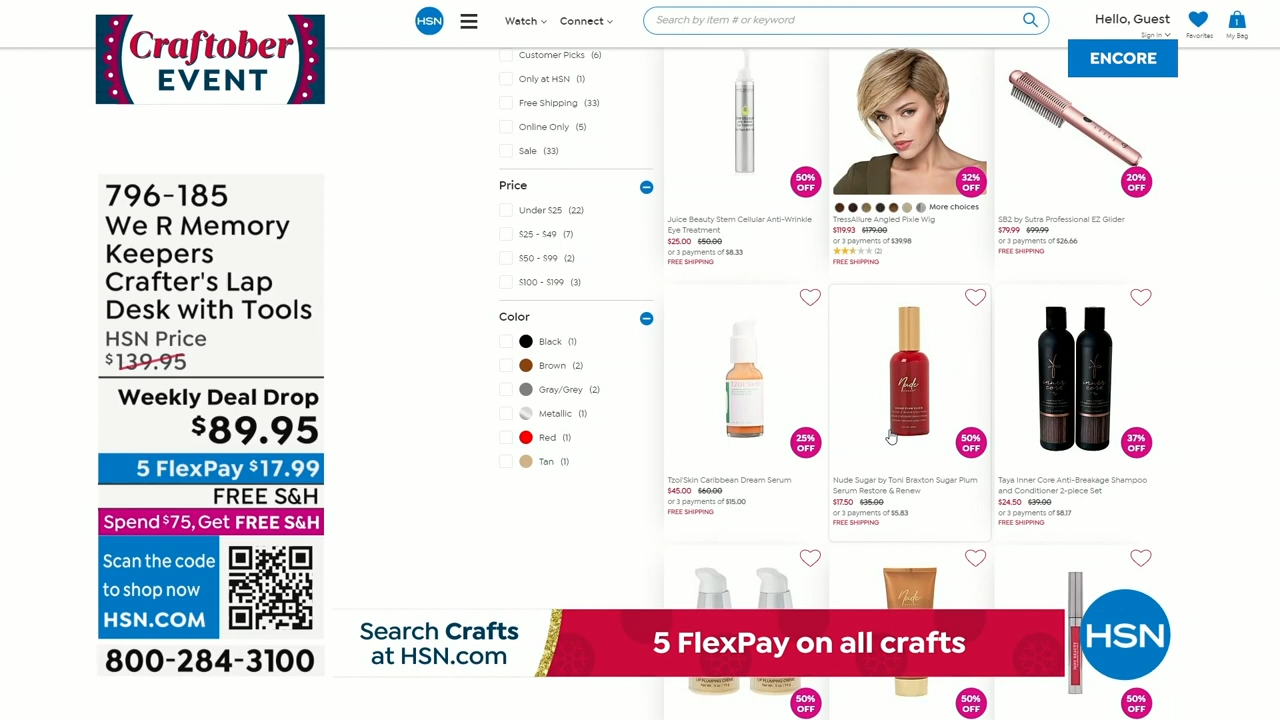 Craftober
EVENT
796-185
We R Memory
Keepers
Crafter's Lap
Desk with Tools
HSN Price
$139.95
Weekly Deal Drop
$89.95
5 FlexPay $17.99
FREE S&H
Spend $75, Get FREE S&H
Scan the code
to shop now
HSN.COM
800-284-3100
HSN
Watch
Connect
Search by item # or keyword
Hello, Guest
Sign In
Favorites
1
My Bag
ENCORE
Customer Picks (6)
Only at HSN (1)
Free Shipping (33)
Online Only (5)
Sale (33)
Price
Under $25 (22)
$25 - $49 (7)
$50 - $99 (2)
$100 - $199 (3)
Color
Black (1)
Brown (2)
Gray/Grey (2)
Metallic (1)
Red (1)
Tan (1)
50%
OFF
Juice Beauty Stem Cellular Anti-Wrinkle
Eye Treatment
$25.00 $50.00
or 3 payments of $8.33
FREE SHIPPING
32%
OFF
More choices
TressAllure Angled Pixie Wig
$119.93 $179.00
or 3 payments of $39.98
(2)
FREE SHIPPING
20%
OFF
SB2 by Sutra Professional EZ Glider
$79.99 $99.99
or 3 payments of $26.66
FREE SHIPPING
25%
OFF
Tzol'Skin Caribbean Dream Serum
$45.00 $60.00
or 3 payments of $15.00
FREE SHIPPING
Nude
50%
OFF
Nude Sugar by Toni Braxton Sugar Plum
Serum Restore & Renew
$17.50 $35.00
or 3 payments of $5.83
FREE SHIPPING
inner
core
inner
core
37%
OFF
Taya Inner Core Anti-Breakage Shampoo
and Conditioner 2-piece Set
$24.50 $39.00
or 3 payments of $8.17
FREE SHIPPING
Nude
Search Crafts
at HSN.com
5 FlexPay on all crafts
HSN
50%
OFF
50%
OFF
50%
OFF